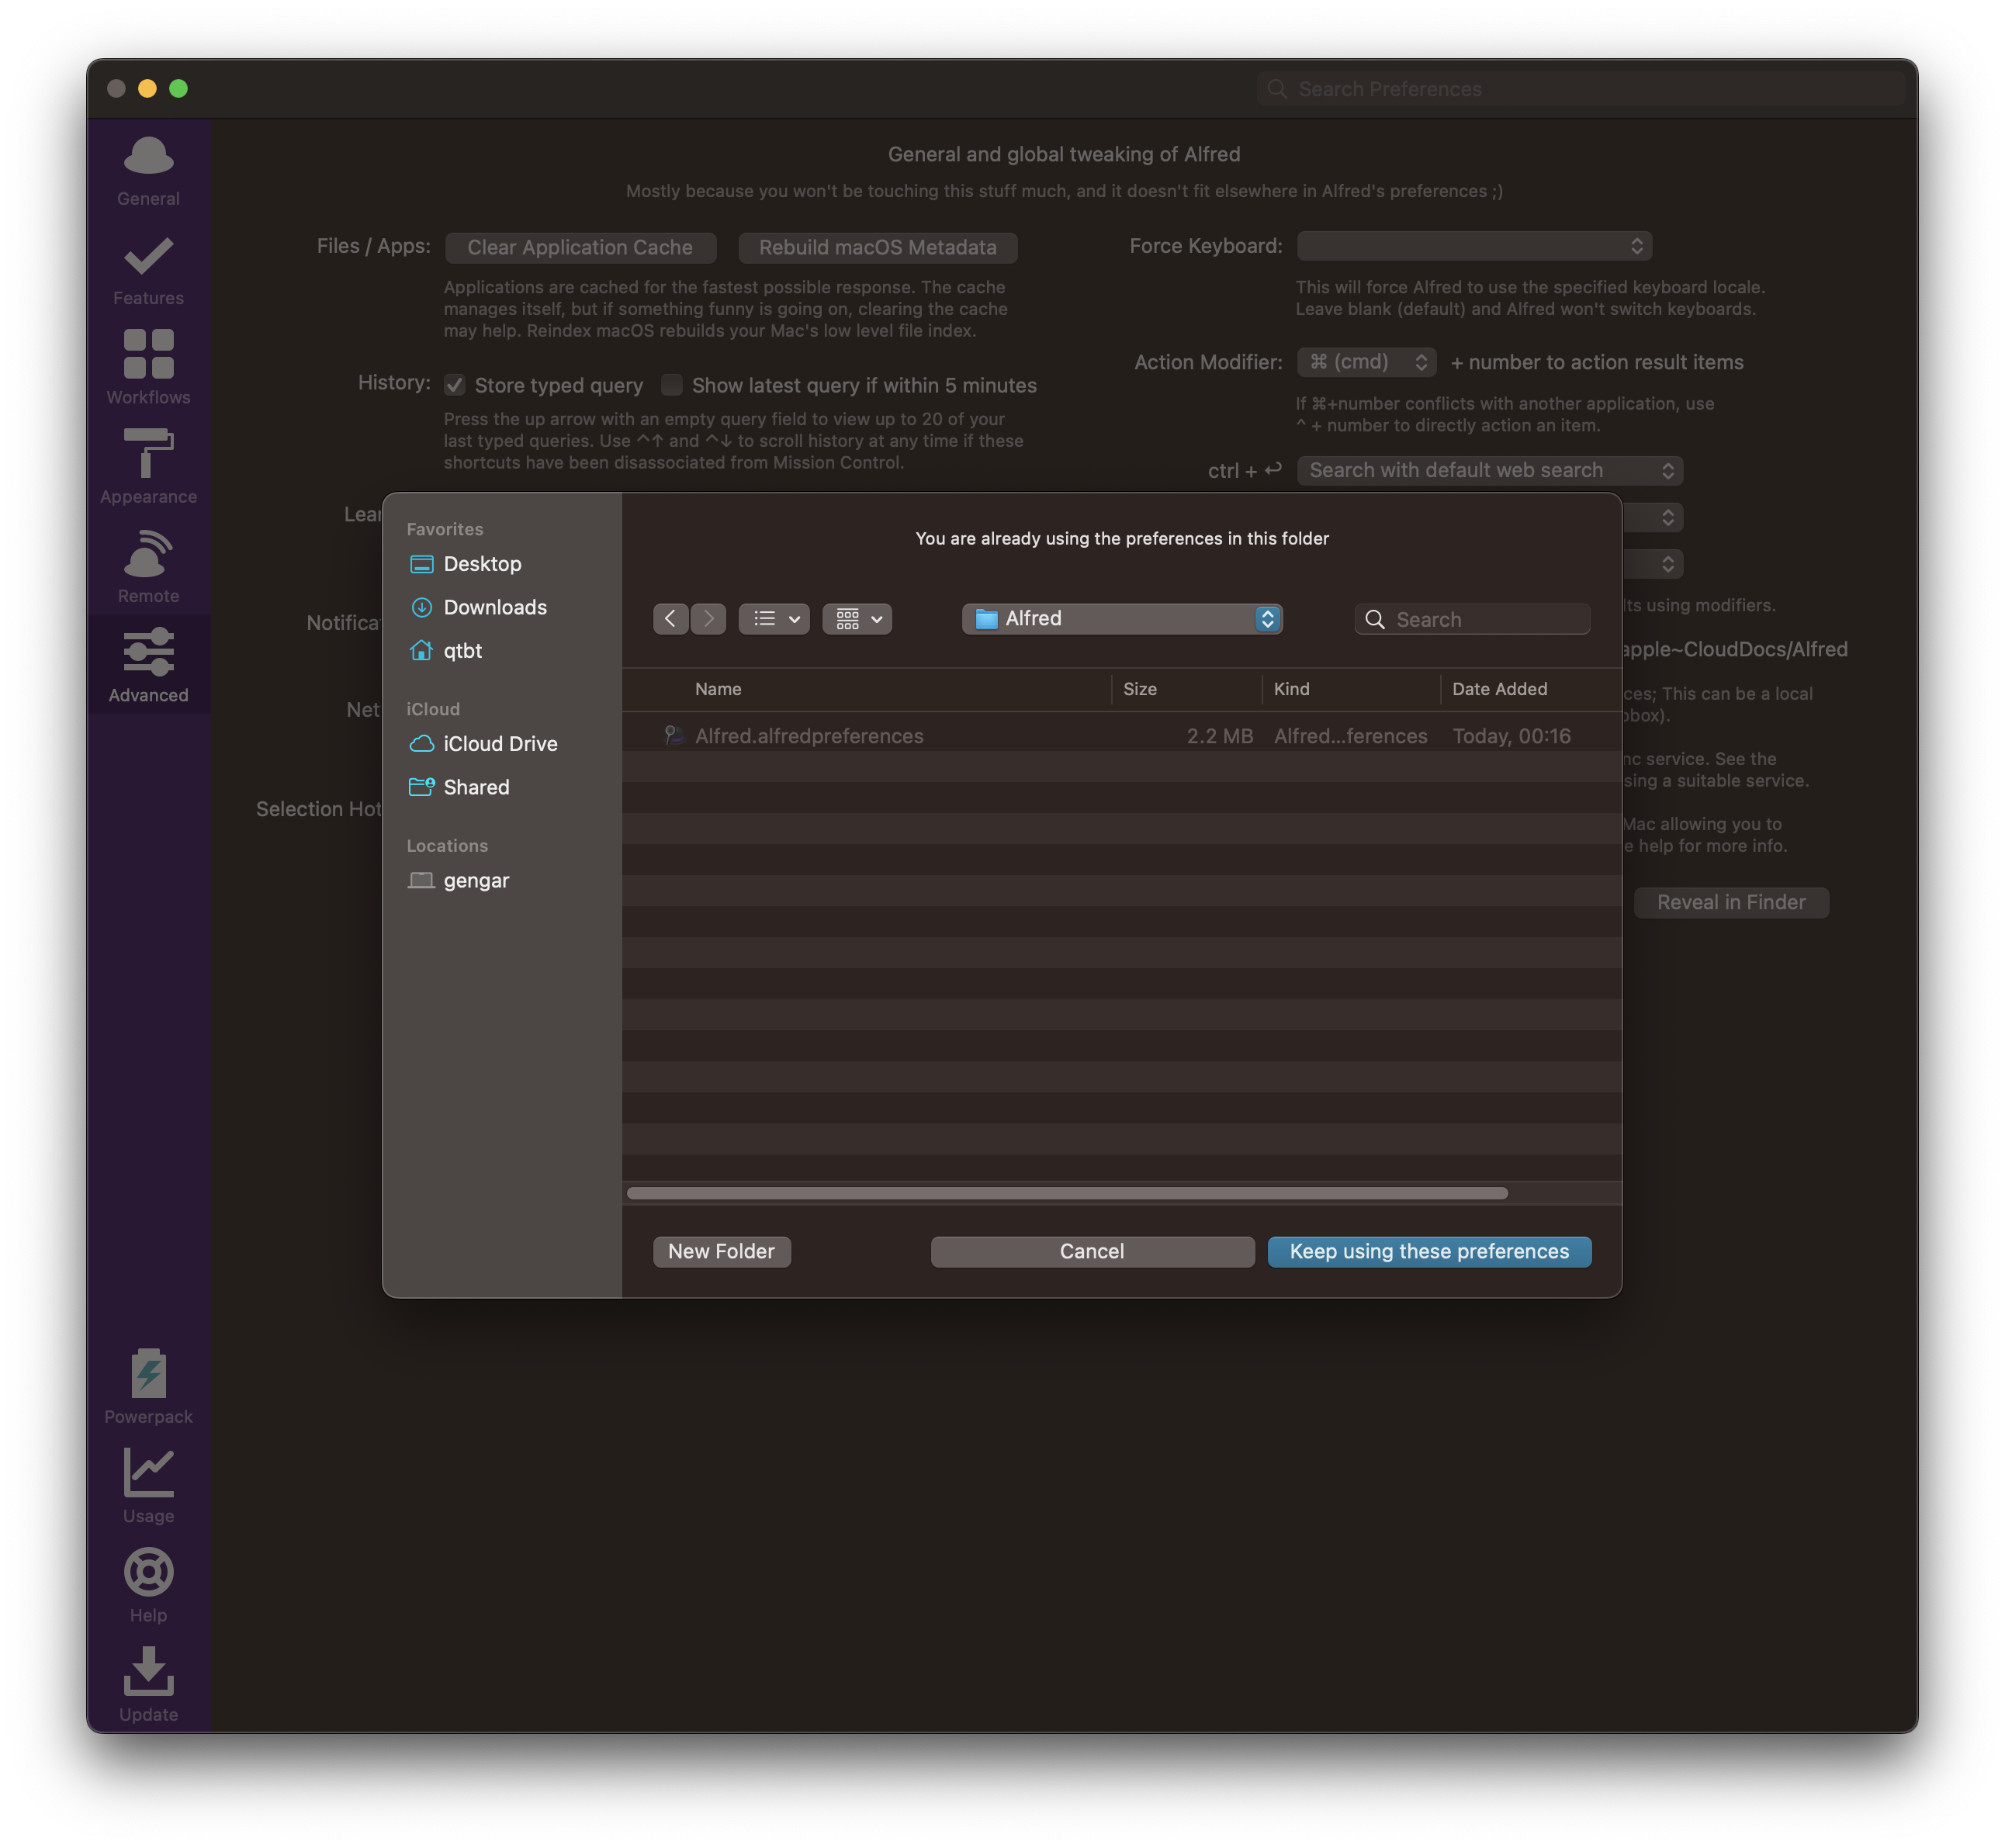 Search Preferences
General
Features
Workflows
Appearance
Remote
Advanced
Powerpack
Usage
Help
Update
General and global tweaking of Alfred
Mostly because you won't be touching this stuff much, and it doesn't fit elsewhere in Alfred's preferences ;)
Files / Apps: Clear Application Cache Rebuild macOS Metadata
Applications are cached for the fastest possible response. The cache
manages itself, but if something funny is going on, clearing the cache
may help. Reindex macOS rebuilds your Mac's low level file index.
History: Store typed query Show latest query if within 5 minutes
Press the up arrow with an empty query field to view up to 20 of your
last typed queries. Use ^↑ and ^↓ to scroll history at any time if these
shortcuts have been disassociated from Mission Control.
Lear
Notifica
Net
Selection Hot
Force Keyboard:
This will force Alfred to use the specified keyboard locale.
Leave blank (default) and Alfred won't switch keyboards.
Action Modifier: ⌘ (cmd) + number to action result items
If ⌘+number conflicts with another application, use
^ + number to directly action an item.
ctrl + ↩ Search with default web search
lts using modifiers.
apple~CloudDocs/Alfred
ces; This can be a local
box).
nc service. See the
sing a suitable service.
Mac allowing you to
e help for more info.
Reveal in Finder
Favorites
Desktop
Downloads
qtbt
iCloud
iCloud Drive
Shared
Locations
gengar
You are already using the preferences in this folder
Alfred
Search
Name Size Kind Date Added
Alfred.alfredpreferences 2.2 MB Alfred...ferences Today, 00:16
New Folder Cancel Keep using these preferences